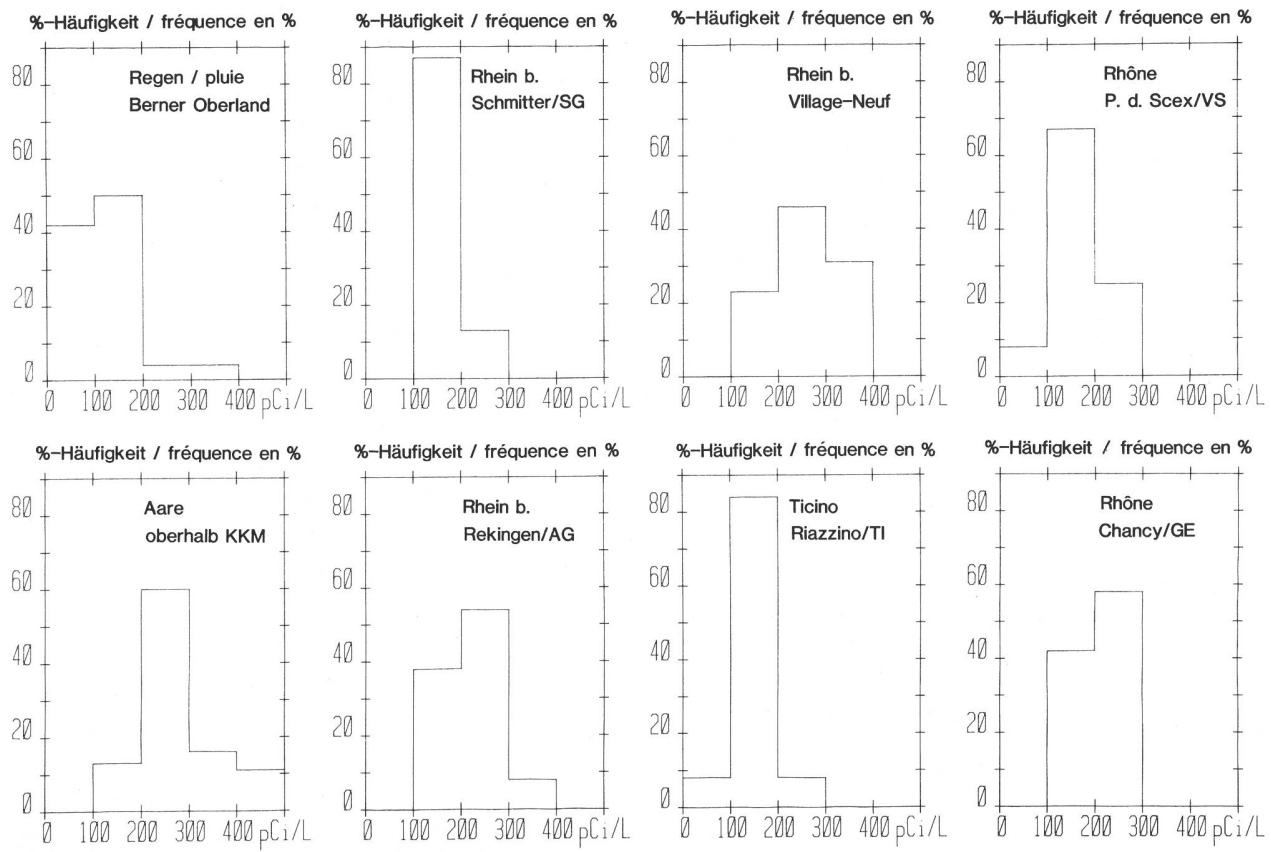 %-Häufigkeit / fréquence en %
Regen / pluie
Berner Oberland
80
60
40
20
0
0 100 200 300 400 pCi/L
%-Häufigkeit / fréquence en %
Rhein b.
Schmitter/SG
80
60
40
20
0
0 100 200 300 400 pCi/L
%-Häufigkeit / fréquence en %
Rhein b.
Village-Neuf
80
60
40
20
0
0 100 200 300 400 pCi/L
%-Häufigkeit / fréquence en %
Rhône
P. d. Scex/VS
80
60
40
20
0
0 100 200 300 400 pCi/L
%-Häufigkeit / fréquence en %
Aare
oberhalb KKM
80
60
40
20
0
0 100 200 300 400 pCi/L
%-Häufigkeit / fréquence en %
Rhein b.
Rekingen/AG
80
60
40
20
0
0 100 200 300 400 pCi/L
%-Häufigkeit / fréquence en %
Ticino
Riazzino/TI
80
60
40
20
0
0 100 200 300 400 pCi/L
%-Häufigkeit / fréquence en %
Rhône
Chancy/GE
80
60
40
20
0
0 100 200 300 400 pCi/L